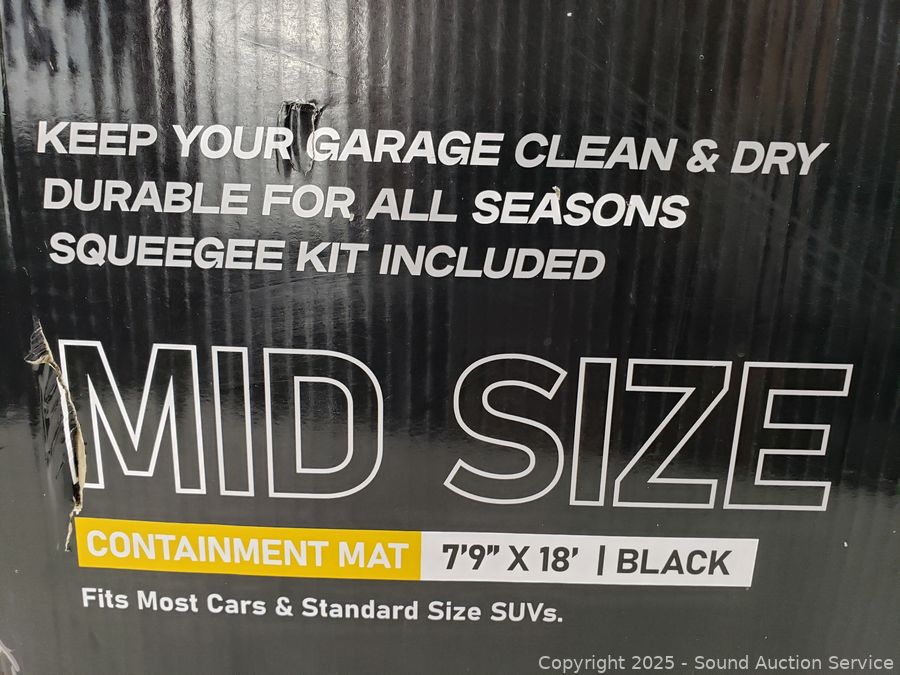 KEEP YOUR GARAGE CLEAN & DRY
DURABLE FOR ALL SEASONS
SQUEEGEE KIT INCLUDED
MID SIZE
CONTAINMENT MAT 7'9" X 18' | BLACK
Fits Most Cars & Standard Size SUVs.
Copyright 2025 - Sound Auction Service